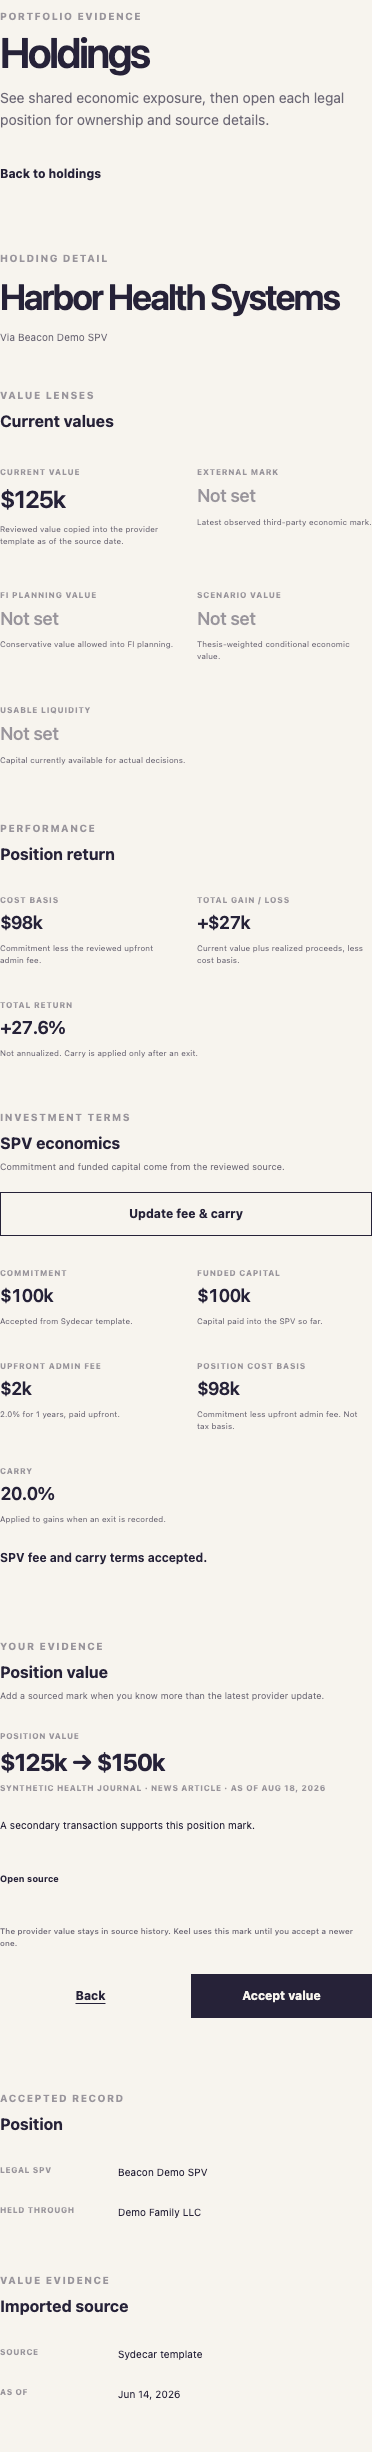 PORTFOLIO EVIDENCE
Holdings
See shared economic exposure, then open each legal
position for ownership and source details.
Back to holdings
HOLDING DETAIL
Harbor Health Systems
Via Beacon Demo SPV
VALUE LENSES
Current values
CURRENT VALUE
$125k
Reviewed value copied into the provider
template as of the source date.
EXTERNAL MARK
Not set
Latest observed third-party economic mark.
FI PLANNING VALUE
Not set
Conservative value allowed into FI planning.
SCENARIO VALUE
Not set
Thesis-weighted conditional economic
value.
USABLE LIQUIDITY
Not set
Capital currently available for actual decisions.
PERFORMANCE
Position return
COST BASIS
$98k
Commitment less the reviewed upfront
admin fee.
TOTAL GAIN / LOSS
+$27k
Current value plus realized proceeds, less
cost basis.
TOTAL RETURN
+27.6%
Not annualized. Carry is applied only after an exit.
INVESTMENT TERMS
SPV economics
Commitment and funded capital come from the reviewed source.
Update fee & carry
COMMITMENT
$100k
Accepted from Sydecar template.
FUNDED CAPITAL
$100k
Capital paid into the SPV so far.
UPFRONT ADMIN FEE
$2k
2.0% for 1 years, paid upfront.
POSITION COST BASIS
$98k
Commitment less upfront admin fee. Not
tax basis.
CARRY
20.0%
Applied to gains when an exit is recorded.
SPV fee and carry terms accepted.
YOUR EVIDENCE
Position value
Add a sourced mark when you know more than the latest provider update.
POSITION VALUE
$125k → $150k
SYNTHETIC HEALTH JOURNAL · NEWS ARTICLE · AS OF AUG 18, 2026
A secondary transaction supports this position mark.
Open source
The provider value stays in source history. Keel uses this mark until you accept a newer
one.
Back
Accept value
ACCEPTED RECORD
Position
LEGAL SPV
Beacon Demo SPV
HELD THROUGH
Demo Family LLC
VALUE EVIDENCE
Imported source
SOURCE
Sydecar template
AS OF
Jun 14, 2026